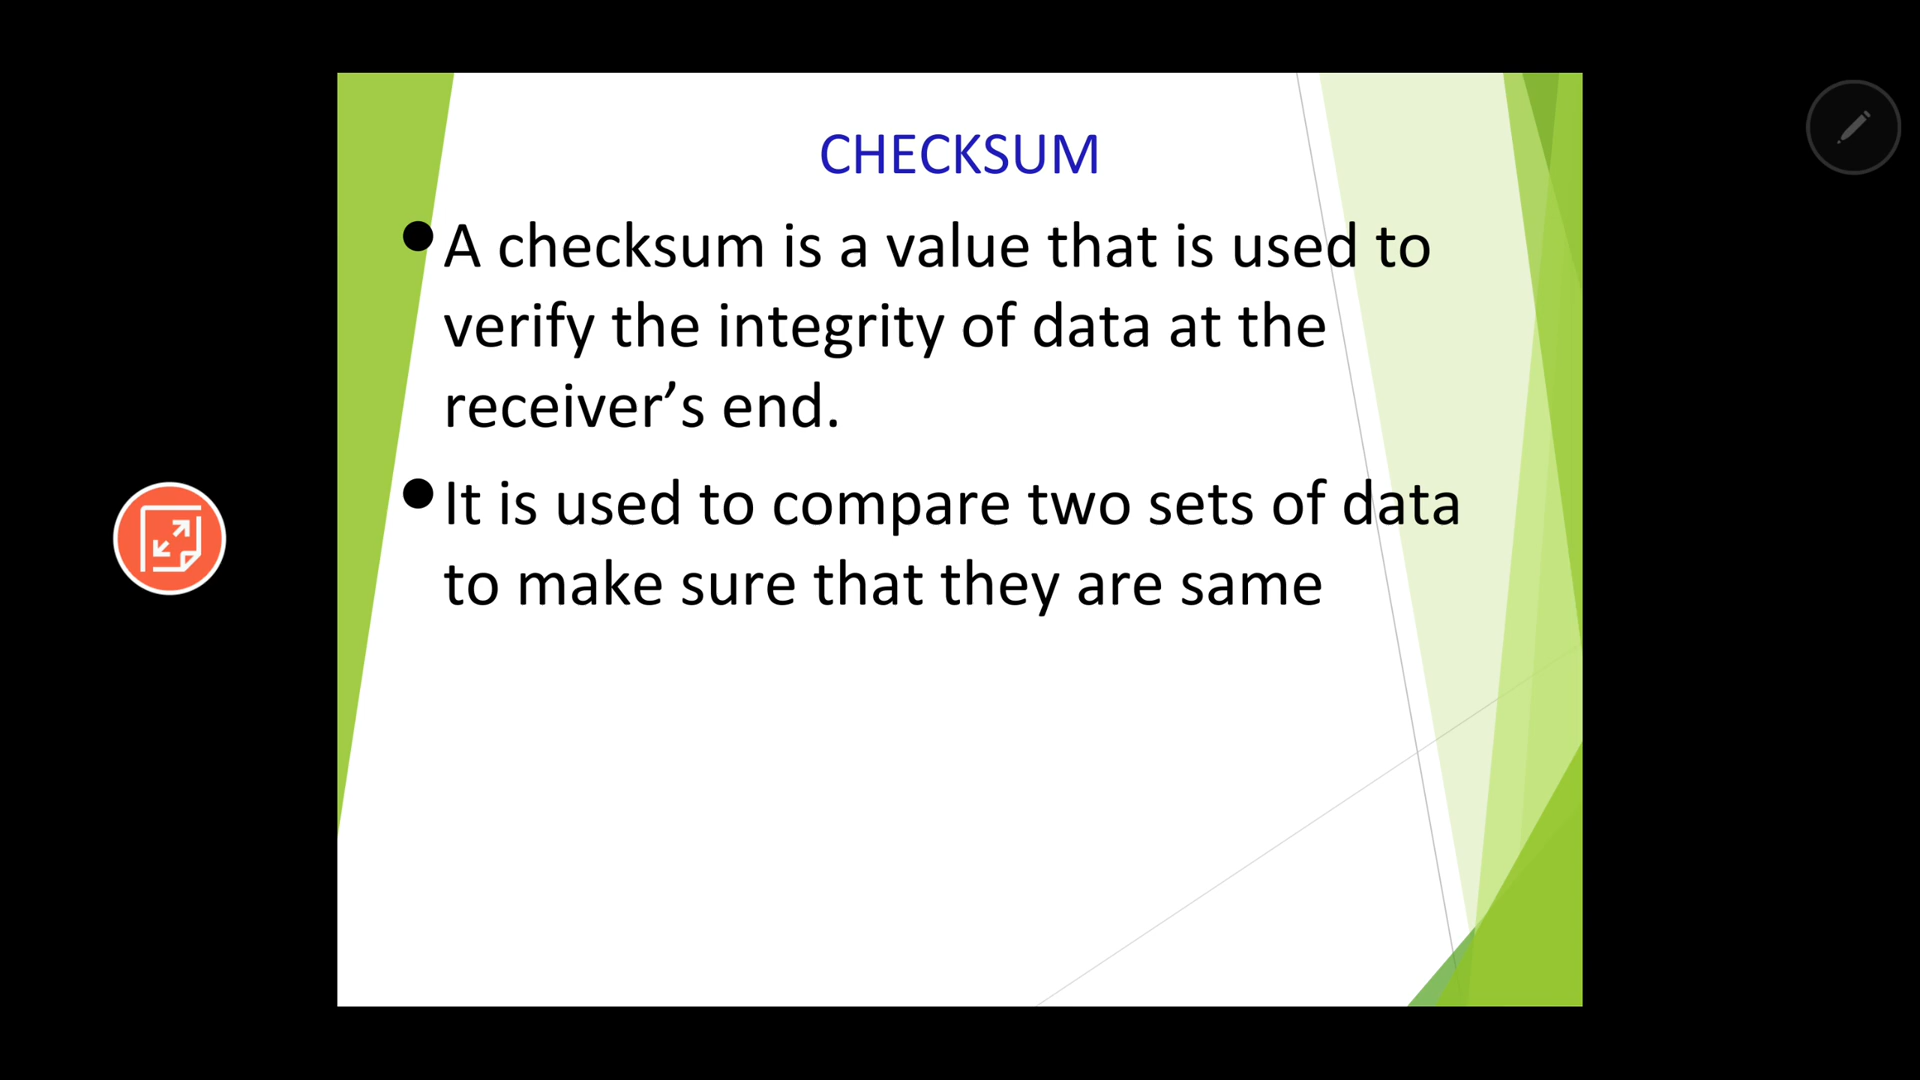 CHECKSUM
●A checksum is a value that is used to
verify the integrity of data at the
receiver’s end.
●It is used to compare two sets of data
to make sure that they are same